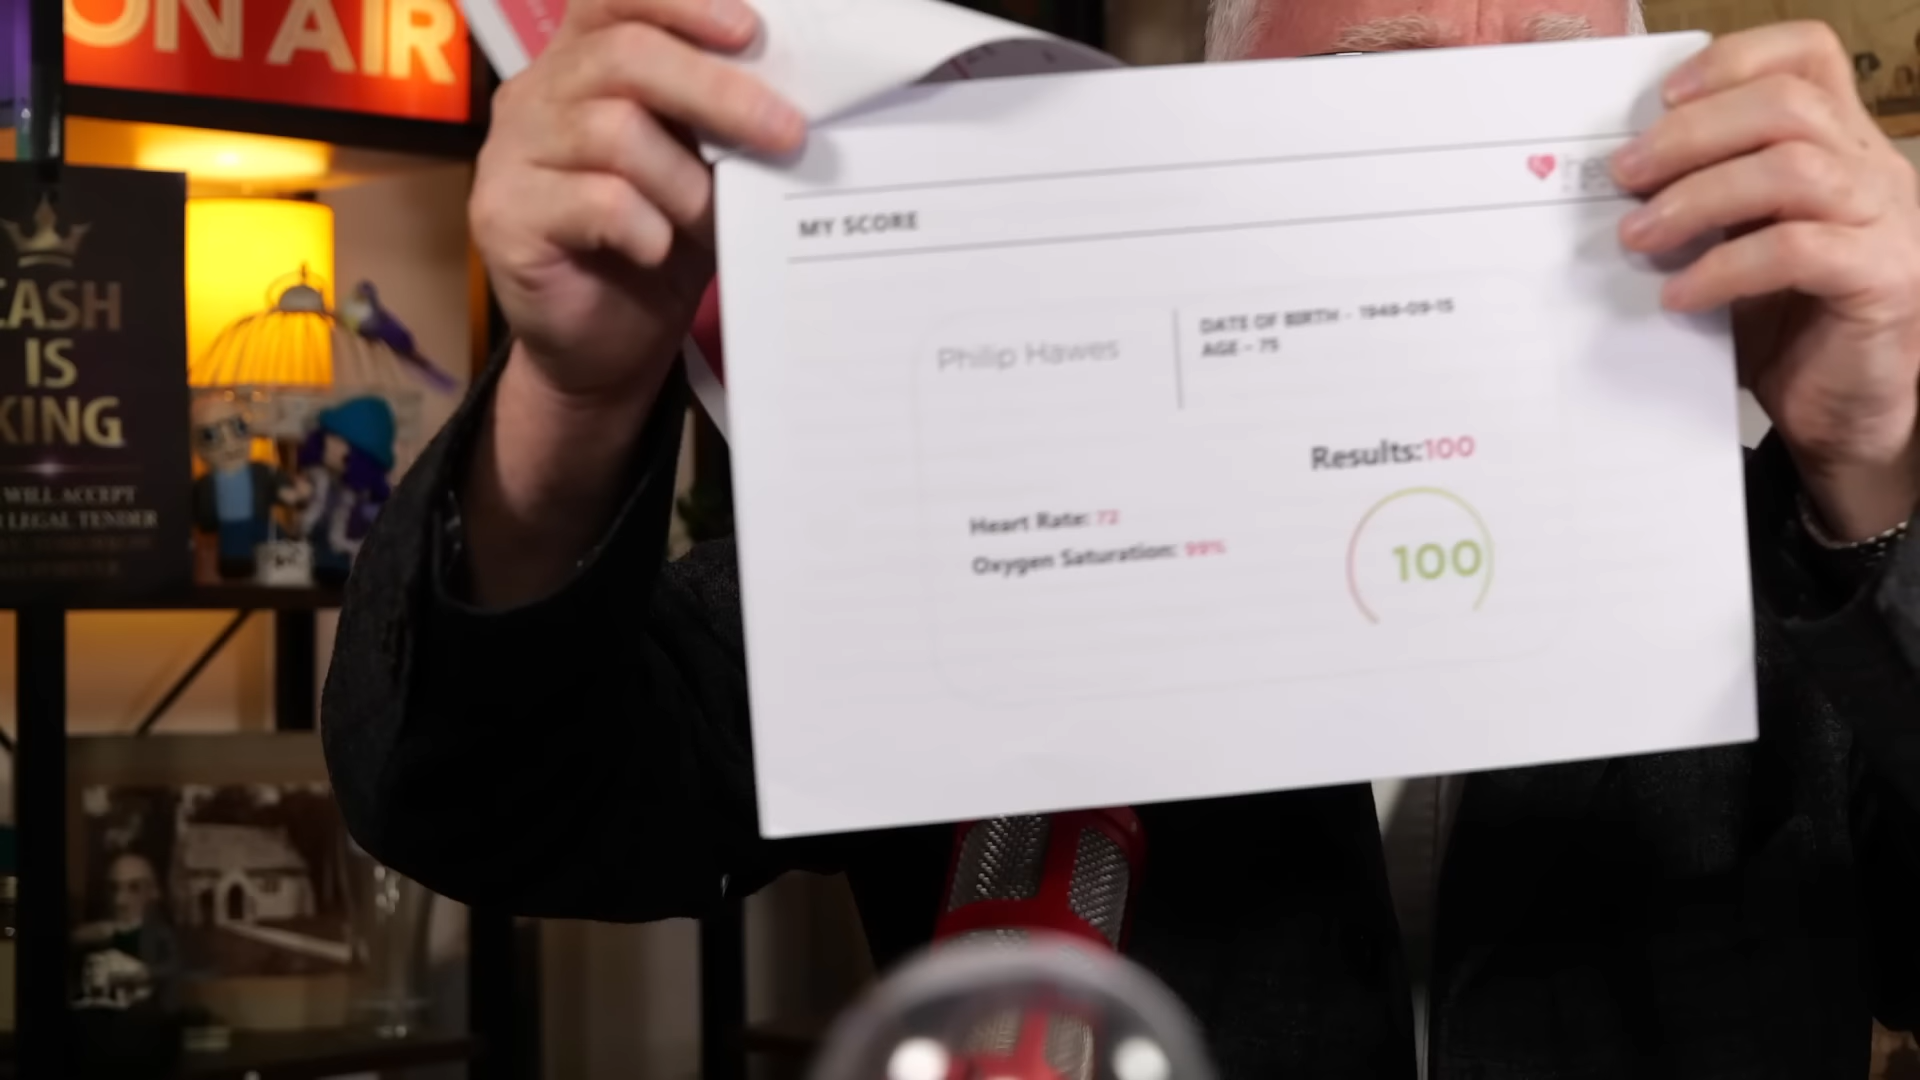 ON AIR
CASH
IS
KING
WILL ACCEPT
LEGAL TENDER
MY SCORE
Philip Hawes
DATE OF BIRTH - 1949-09-15
AGE - 75
Results:100
Heart Rate: 72
Oxygen Saturation: 99%
100